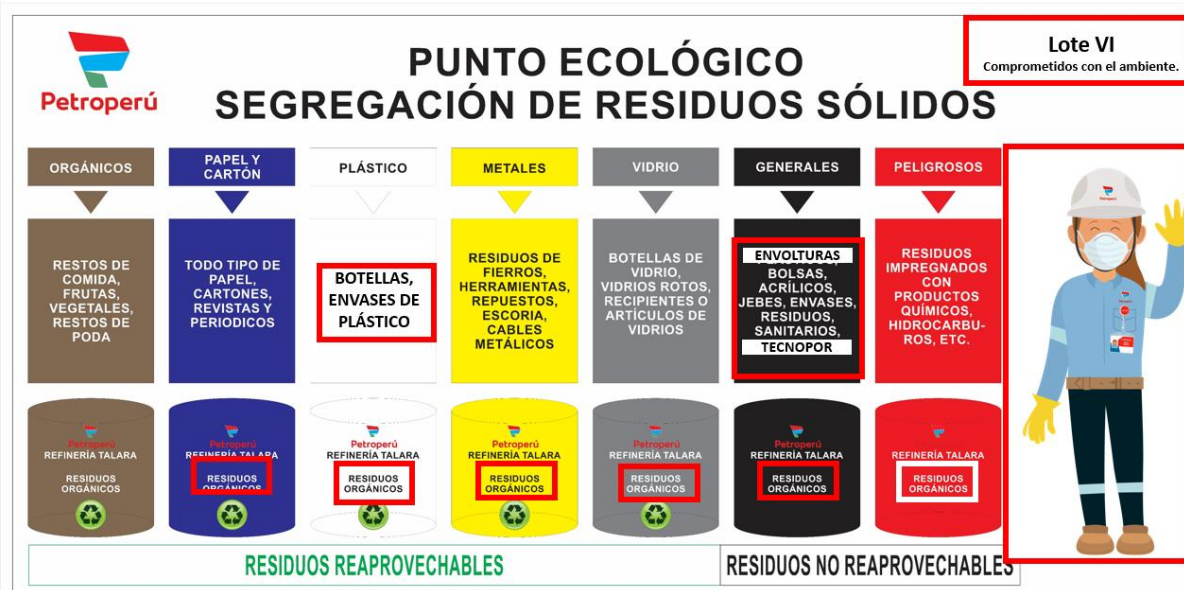 Petroperú
PUNTO ECOLÓGICO
SEGREGACIÓN DE RESIDUOS SÓLIDOS
Lote VI
Comprometidos con el ambiente.
ORGÁNICOS
PAPEL Y
CARTÓN
PLÁSTICO
METALES
VIDRIO
GENERALES
PELIGROSOS
RESTOS DE
COMIDA,
FRUTAS,
VEGETALES,
RESTOS DE
PODA
TODO TIPO DE
PAPEL,
CARTONES,
REVISTAS Y
PERIODICOS
BOTELLAS,
ENVASES DE
PLÁSTICO
RESIDUOS DE
FIERROS,
HERRAMIENTAS,
REPUESTOS,
ESCORIA,
CABLES
METÁLICOS
BOTELLAS DE
VIDRIO,
VIDRIOS ROTOS,
RECIPIENTES O
ARTÍCULOS DE
VIDRIOS
ENVOLTURAS
BOLSAS,
ACRÍLICOS,
JEBES, ENVASES,
RESIDUOS,
SANITARIOS,
TECNOPOR
RESIDUOS
IMPREGNADOS
CON
PRODUCTOS
QUÍMICOS,
HIDROCARBU-
ROS, ETC.
Petroperú
REFINERÍA TALARA
RESIDUOS
ORGÁNICOS
Petroperú
REFINERÍA TALARA
RESIDUOS
ORGÁNICOS
Petroperú
REFINERÍA TALARA
RESIDUOS
ORGÁNICOS
Petroperú
REFINERÍA TALARA
RESIDUOS
ORGÁNICOS
Petroperú
REFINERÍA TALARA
RESIDUOS
ORGÁNICOS
Petroperú
REFINERÍA TALARA
RESIDUOS
ORGÁNICOS
REFINERÍA TALARA
RESIDUOS
ORGÁNICOS
Petroperú
RESIDUOS REAPROVECHABLES
RESIDUOS NO REAPROVECHABLES